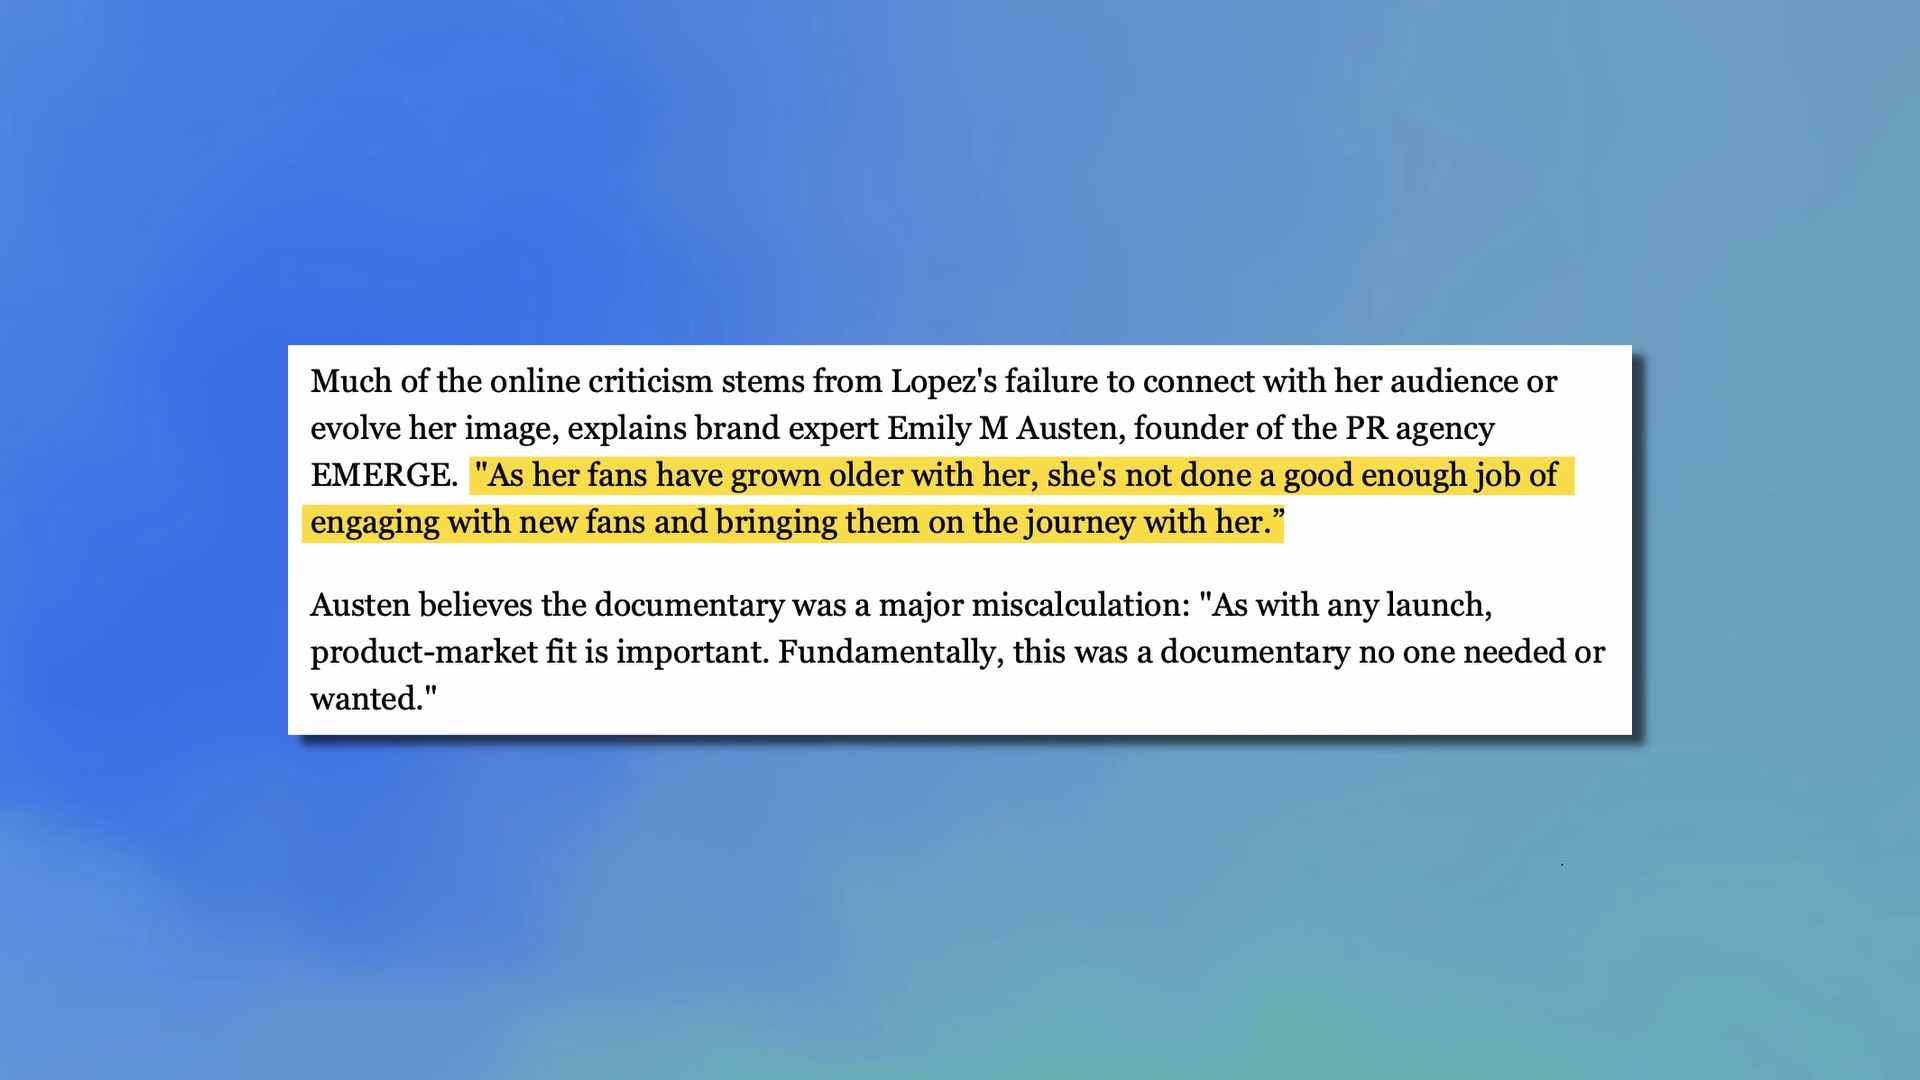 Much of the online criticism stems from Lopez's failure to connect with her audience or
evolve her image, explains brand expert Emily M Austen, founder of the PR agency
EMERGE. "As her fans have grown older with her, she's not done a good enough job of
engaging with new fans and bringing them on the journey with her.”
Austen believes the documentary was a major miscalculation: "As with any launch,
product-market fit is important. Fundamentally, this was a documentary no one needed or
wanted."